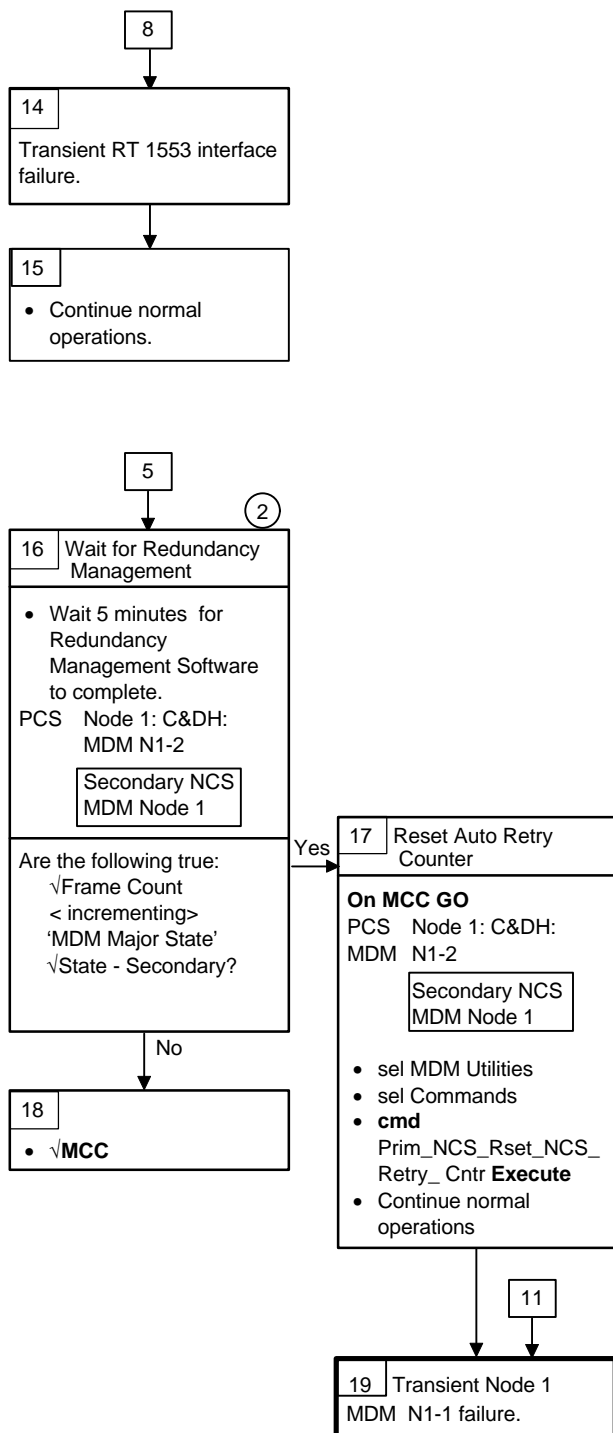 8
14
Transient RT 1553 interface
failure.
15
• Continue normal
operations.
5
2
16 Wait for Redundancy
Management
• Wait 5 minutes for
Redundancy
Management Software
to complete.
PCS Node 1: C&DH:
MDM N1-2
Secondary NCS
MDM Node 1
Are the following true:
√Frame Count
< incrementing>
‘MDM Major State’
√State - Secondary?
Yes
No
18
• √MCC
17 Reset Auto Retry
Counter
On MCC GO
PCS Node 1: C&DH:
MDM N1-2
Secondary NCS
MDM Node 1
• sel MDM Utilities
• sel Commands
• cmd
Prim_NCS_Rset_NCS_
Retry_ Cntr Execute
• Continue normal
operations
11
19 Transient Node 1
MDM N1-1 failure.